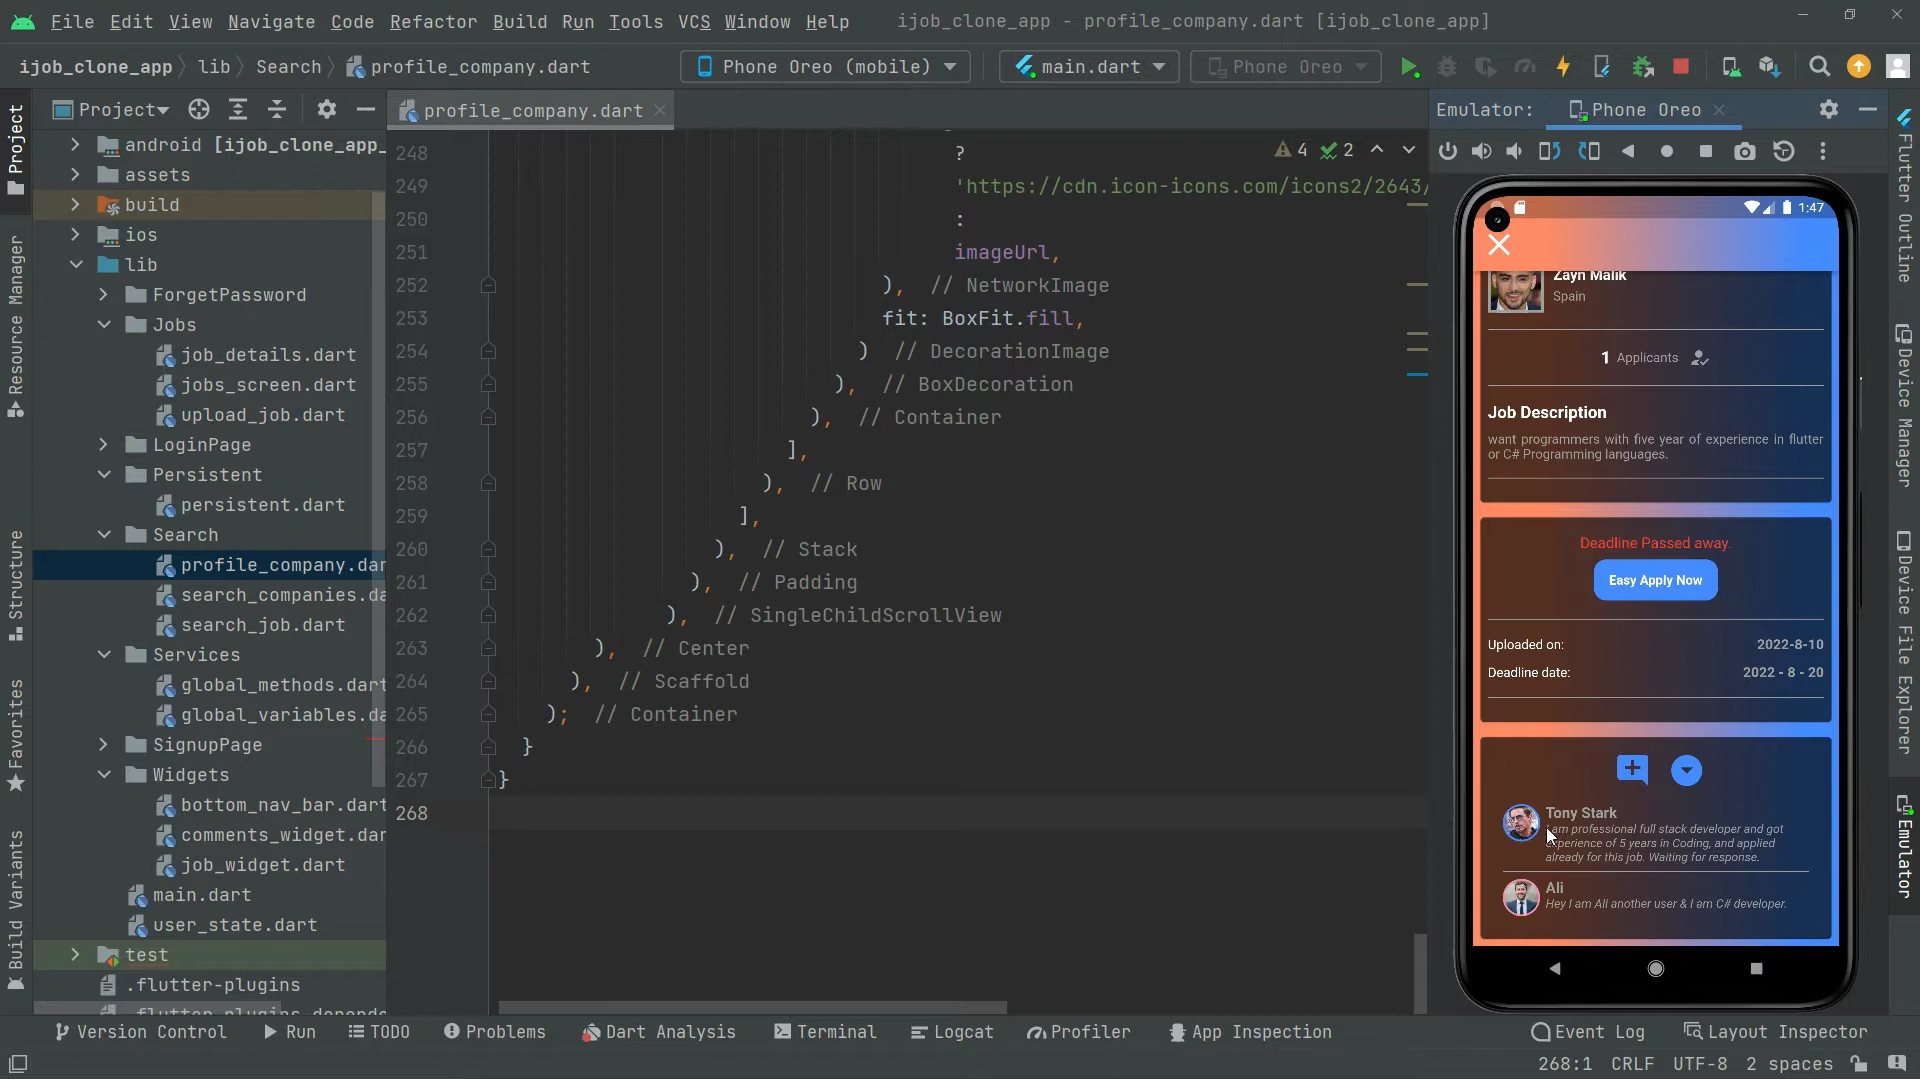 File Edit View Navigate Code Refactor Build Run Tools VCS Window Help ijob_clone_app - profile_company.dart [ijob_clone_app]
ijob_clone_app lib Search profile_company.dart Phone Oreo (mobile) main.dart Phone Oreo
Project
profile_company.dart
Emulator: Phone Oreo
android [ijob_clone_app_
assets
build
ios
lib
ForgetPassword
Jobs
job_details.dart
jobs_screen.dart
upload_job.dart
LoginPage
Persistent
persistent.dart
Search
profile_company.dar
search_companies.da
search_job.dart
Services
global_methods.dart
global_variables.da
SignupPage
Widgets
bottom_nav_bar.dart
comments_widget.dar
job_widget.dart
main.dart
user_state.dart
test
.flutter-plugins
.flutter-plugins-depend
Project
Resource Manager
Structure
Favorites
Build Variants
4 2
248 ?
249 'https://cdn.icon-icons.com/icons2/2643/
250 :
251 imageUrl,
252 ), // NetworkImage
253 fit: BoxFit.fill,
254 ) // DecorationImage
255 ), // BoxDecoration
256 ), // Container
257 ],
258 ), // Row
259 ],
260 ), // Stack
261 ), // Padding
262 ), // SingleChildScrollView
263 ), // Center
264 ), // Scaffold
265 ); // Container
266 }
267 }
268
1:47
Zayn Malik
Spain
1 Applicants
Job Description
want programmers with five year of experience in flutter
or C# Programming languages.
Deadline Passed away.
Easy Apply Now
Uploaded on: 2022-8-10
Deadline date: 2022 - 8 - 20
Tony Stark
I am professional full stack developer and got
experience of 5 years in Coding, and applied
already for this job. Waiting for response.
Ali
Hey I am Ali another user & I am C# developer.
Flutter Outline
Device Manager
Device File Explorer
Emulator
Version Control Run TODO Problems Dart Analysis Terminal Logcat Profiler App Inspection Event Log Layout Inspector
268:1 CRLF UTF-8 2 spaces